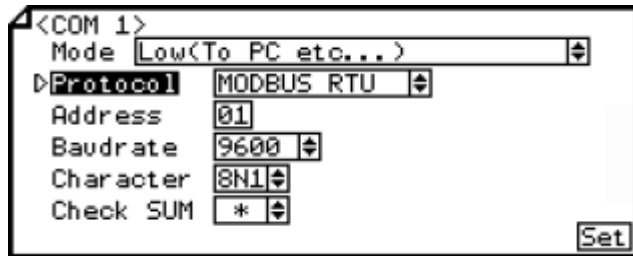 <COM 1>
Mode Low(To PC etc...)
Protocol MODBUS RTU
Address 01
Baudrate 9600
Character 8N1
Check SUM *
Set